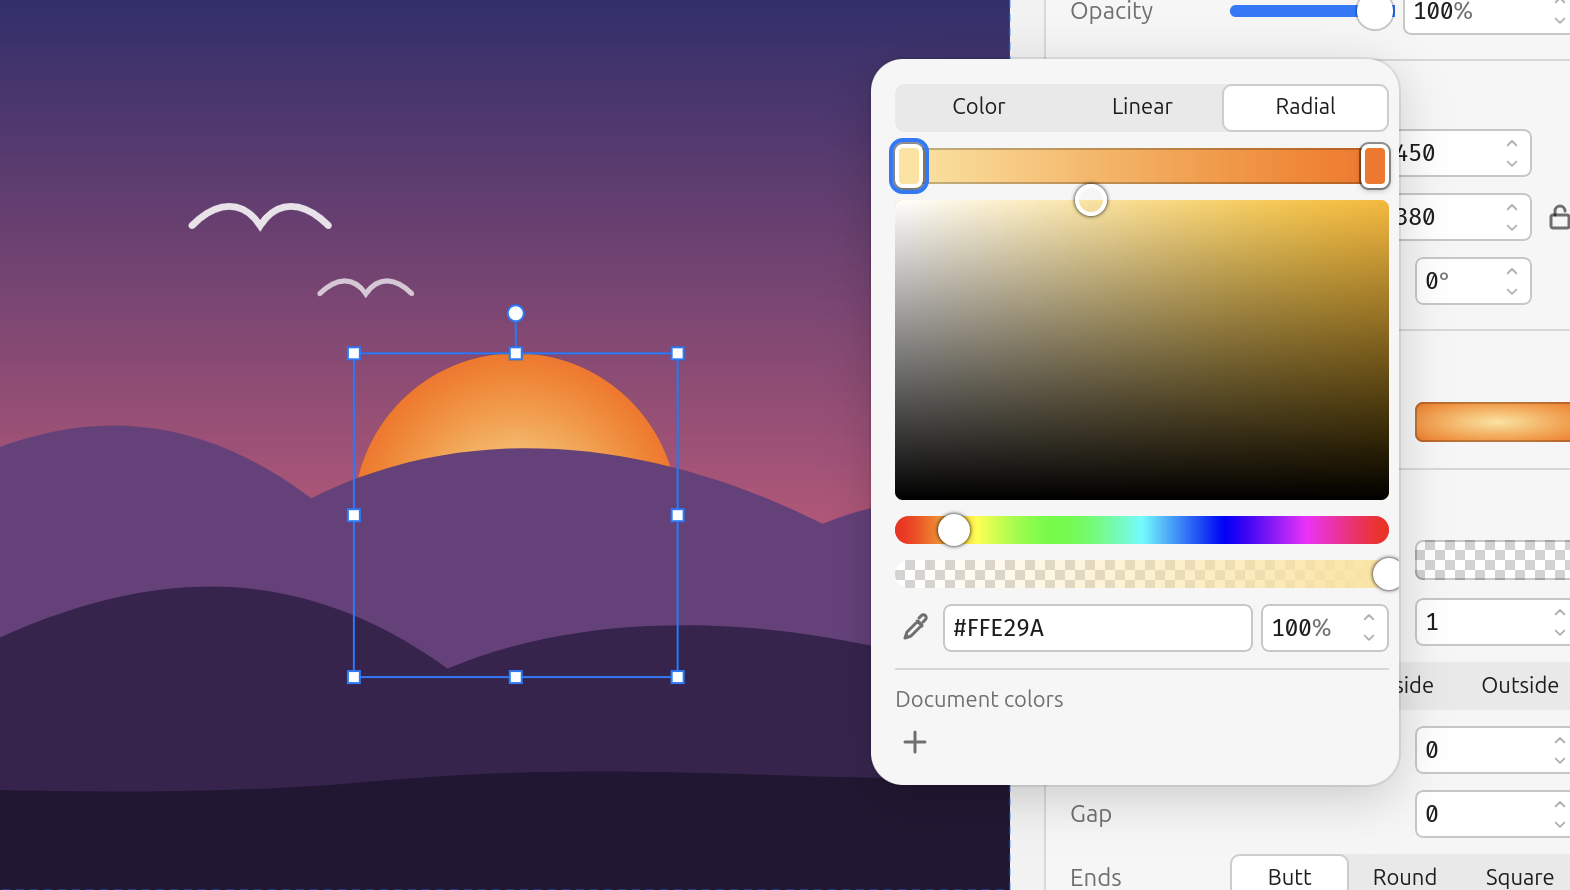 Opacity 100%
Color Linear Radial
450
380
0°
#FFE29A 100%
1
Document colors
side Outside
0
Gap 0
Ends Butt Round Square